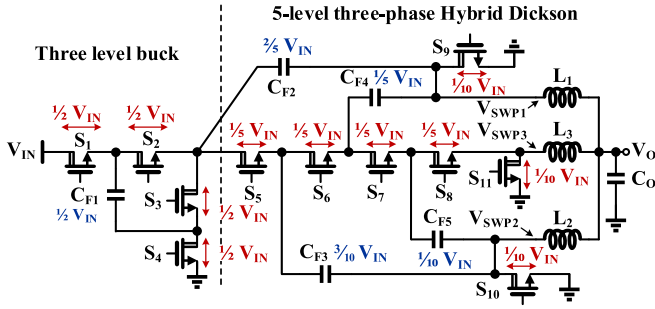 5-level three-phase Hybrid Dickson
Three level buck
S9
⅖ VIN
CF2
CF4
⅕ VIN
1/10 VIN
L1
VSWP1
½ VIN
½ VIN
S1
S2
⅕ VIN
⅕ VIN
⅕ VIN
⅕ VIN
VSWP3
L3
VIN
VO
S5
S6
S7
S8
S11
1/10 VIN
CO
CF1
½ VIN
S3
½ VIN
CF5
1/10 VIN
VSWP2
L2
S4
½ VIN
CF3
3/10 VIN
1/10 VIN
S10